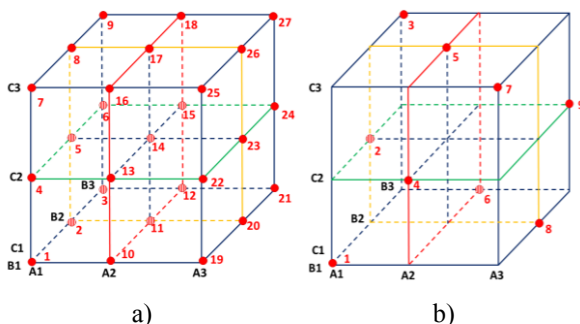 9 18 27
8 17 26
C3 7 16 25
6 15 24
5 14 23
C2 4 13 22
B3 3 12 21
B2 2 11 20
C1
B1 1 10 19
A1 A2 A3
a)
3
5
C3 7
9
2
C2 B3 4
6
B2 8
C1
B1 1
A1 A2 A3
b)